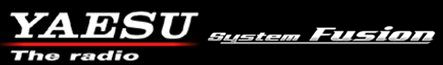 YAESU
The radio
System Fusion